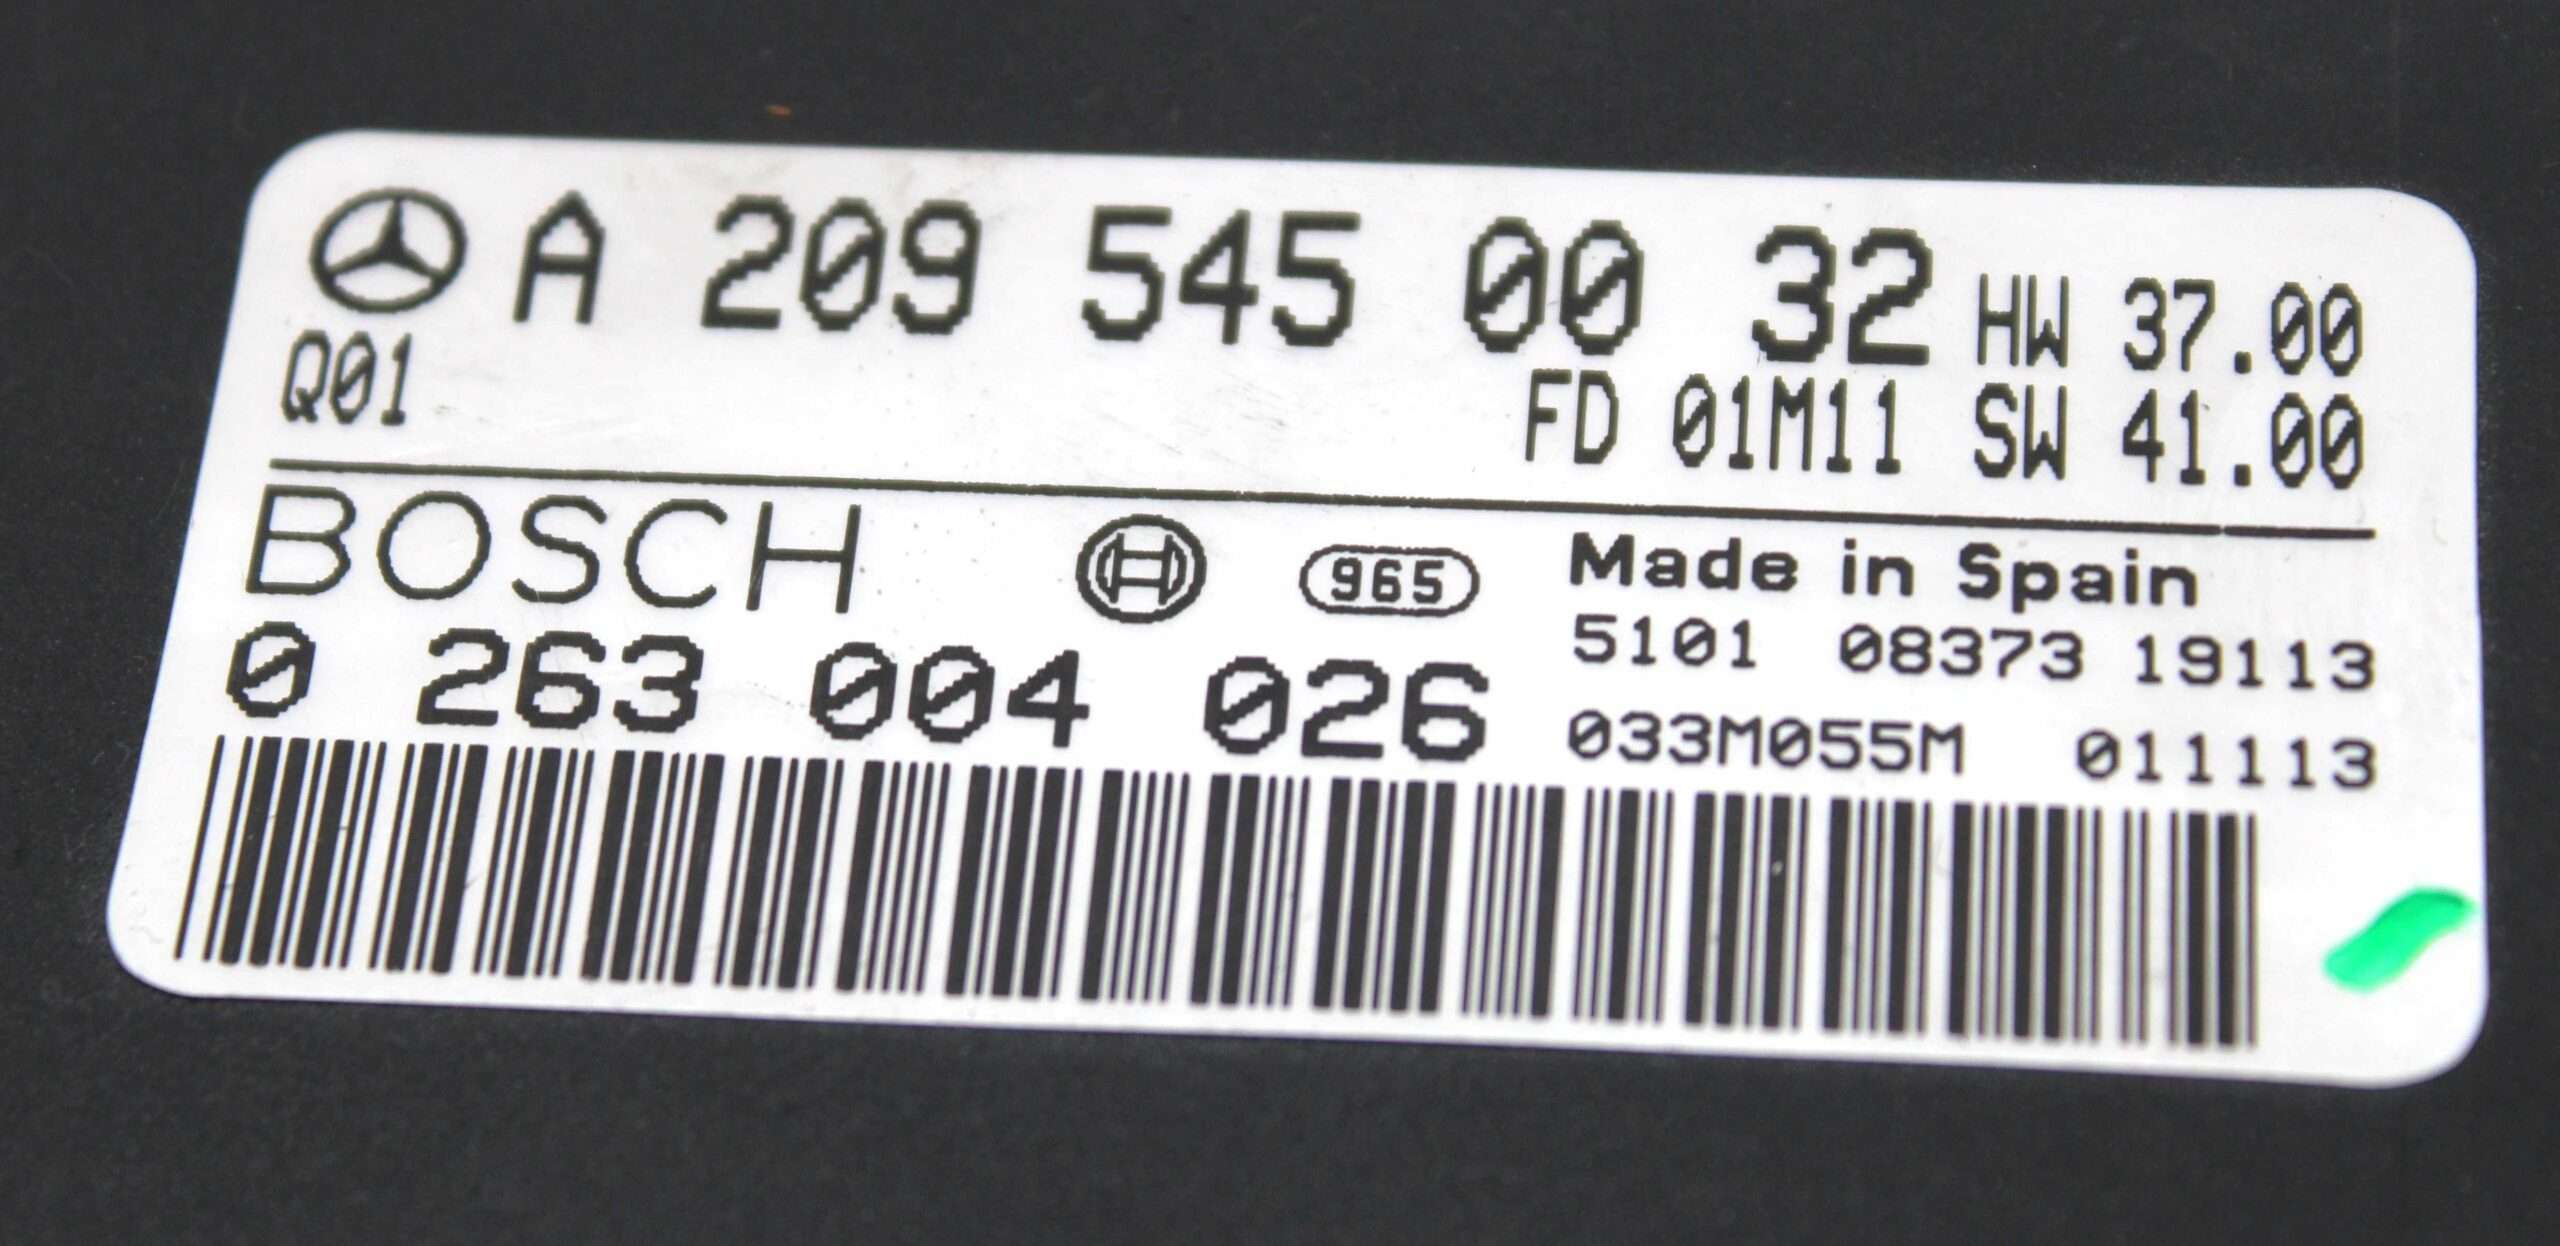 A 209 545 00 32 HW 37.00
Q01 FD 01M11 SW 41.00
BOSCH 965 Made in Spain
5101 08373 19113
0 263 004 026
033M055M 011113